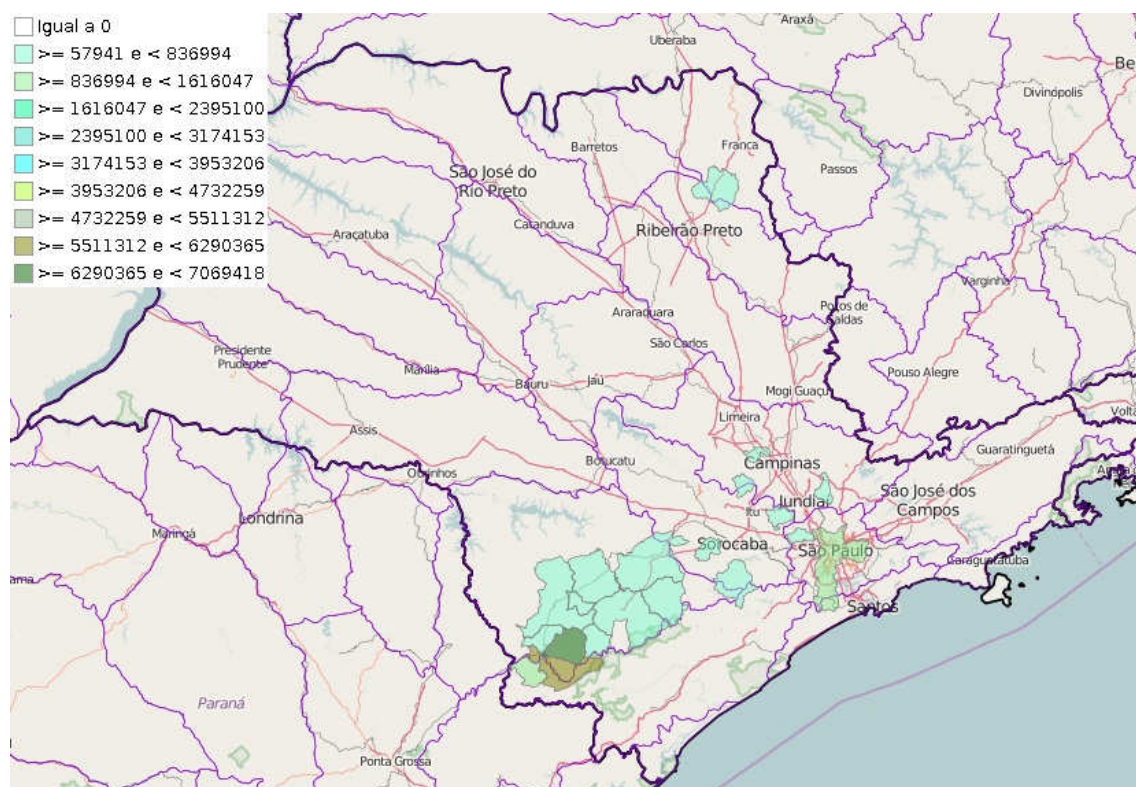 Igual a 0
>= 57941 e < 836994
>= 836994 e < 1616047
>= 1616047 e < 2395100
>= 2395100 e < 3174153
>= 3174153 e < 3953206
>= 3953206 e < 4732259
>= 4732259 e < 5511312
>= 5511312 e < 6290365
>= 6290365 e < 7069418
Araxá
Uberaba
Be
Divinópolis
Barretos
Franca
Passos
São José do
Rio Preto
Catanduva
Ribeirão Preto
Araçatuba
Varginha
Araraquara
Poços de
Caldas
São Carlos
Presidente
Prudente
Marília
Bauru
Jaú
Pouso Alegre
Mogi Guaçu
Limeira
Volta
Assis
Guaratinguetá
Botucatu
Campinas
Ourinhos
São José dos
Campos
Jundiaí
Itu
Londrina
Maringá
Sorocaba
São Paulo
Caraguatatuba
ama
Santos
Paraná
Ponta Grossa